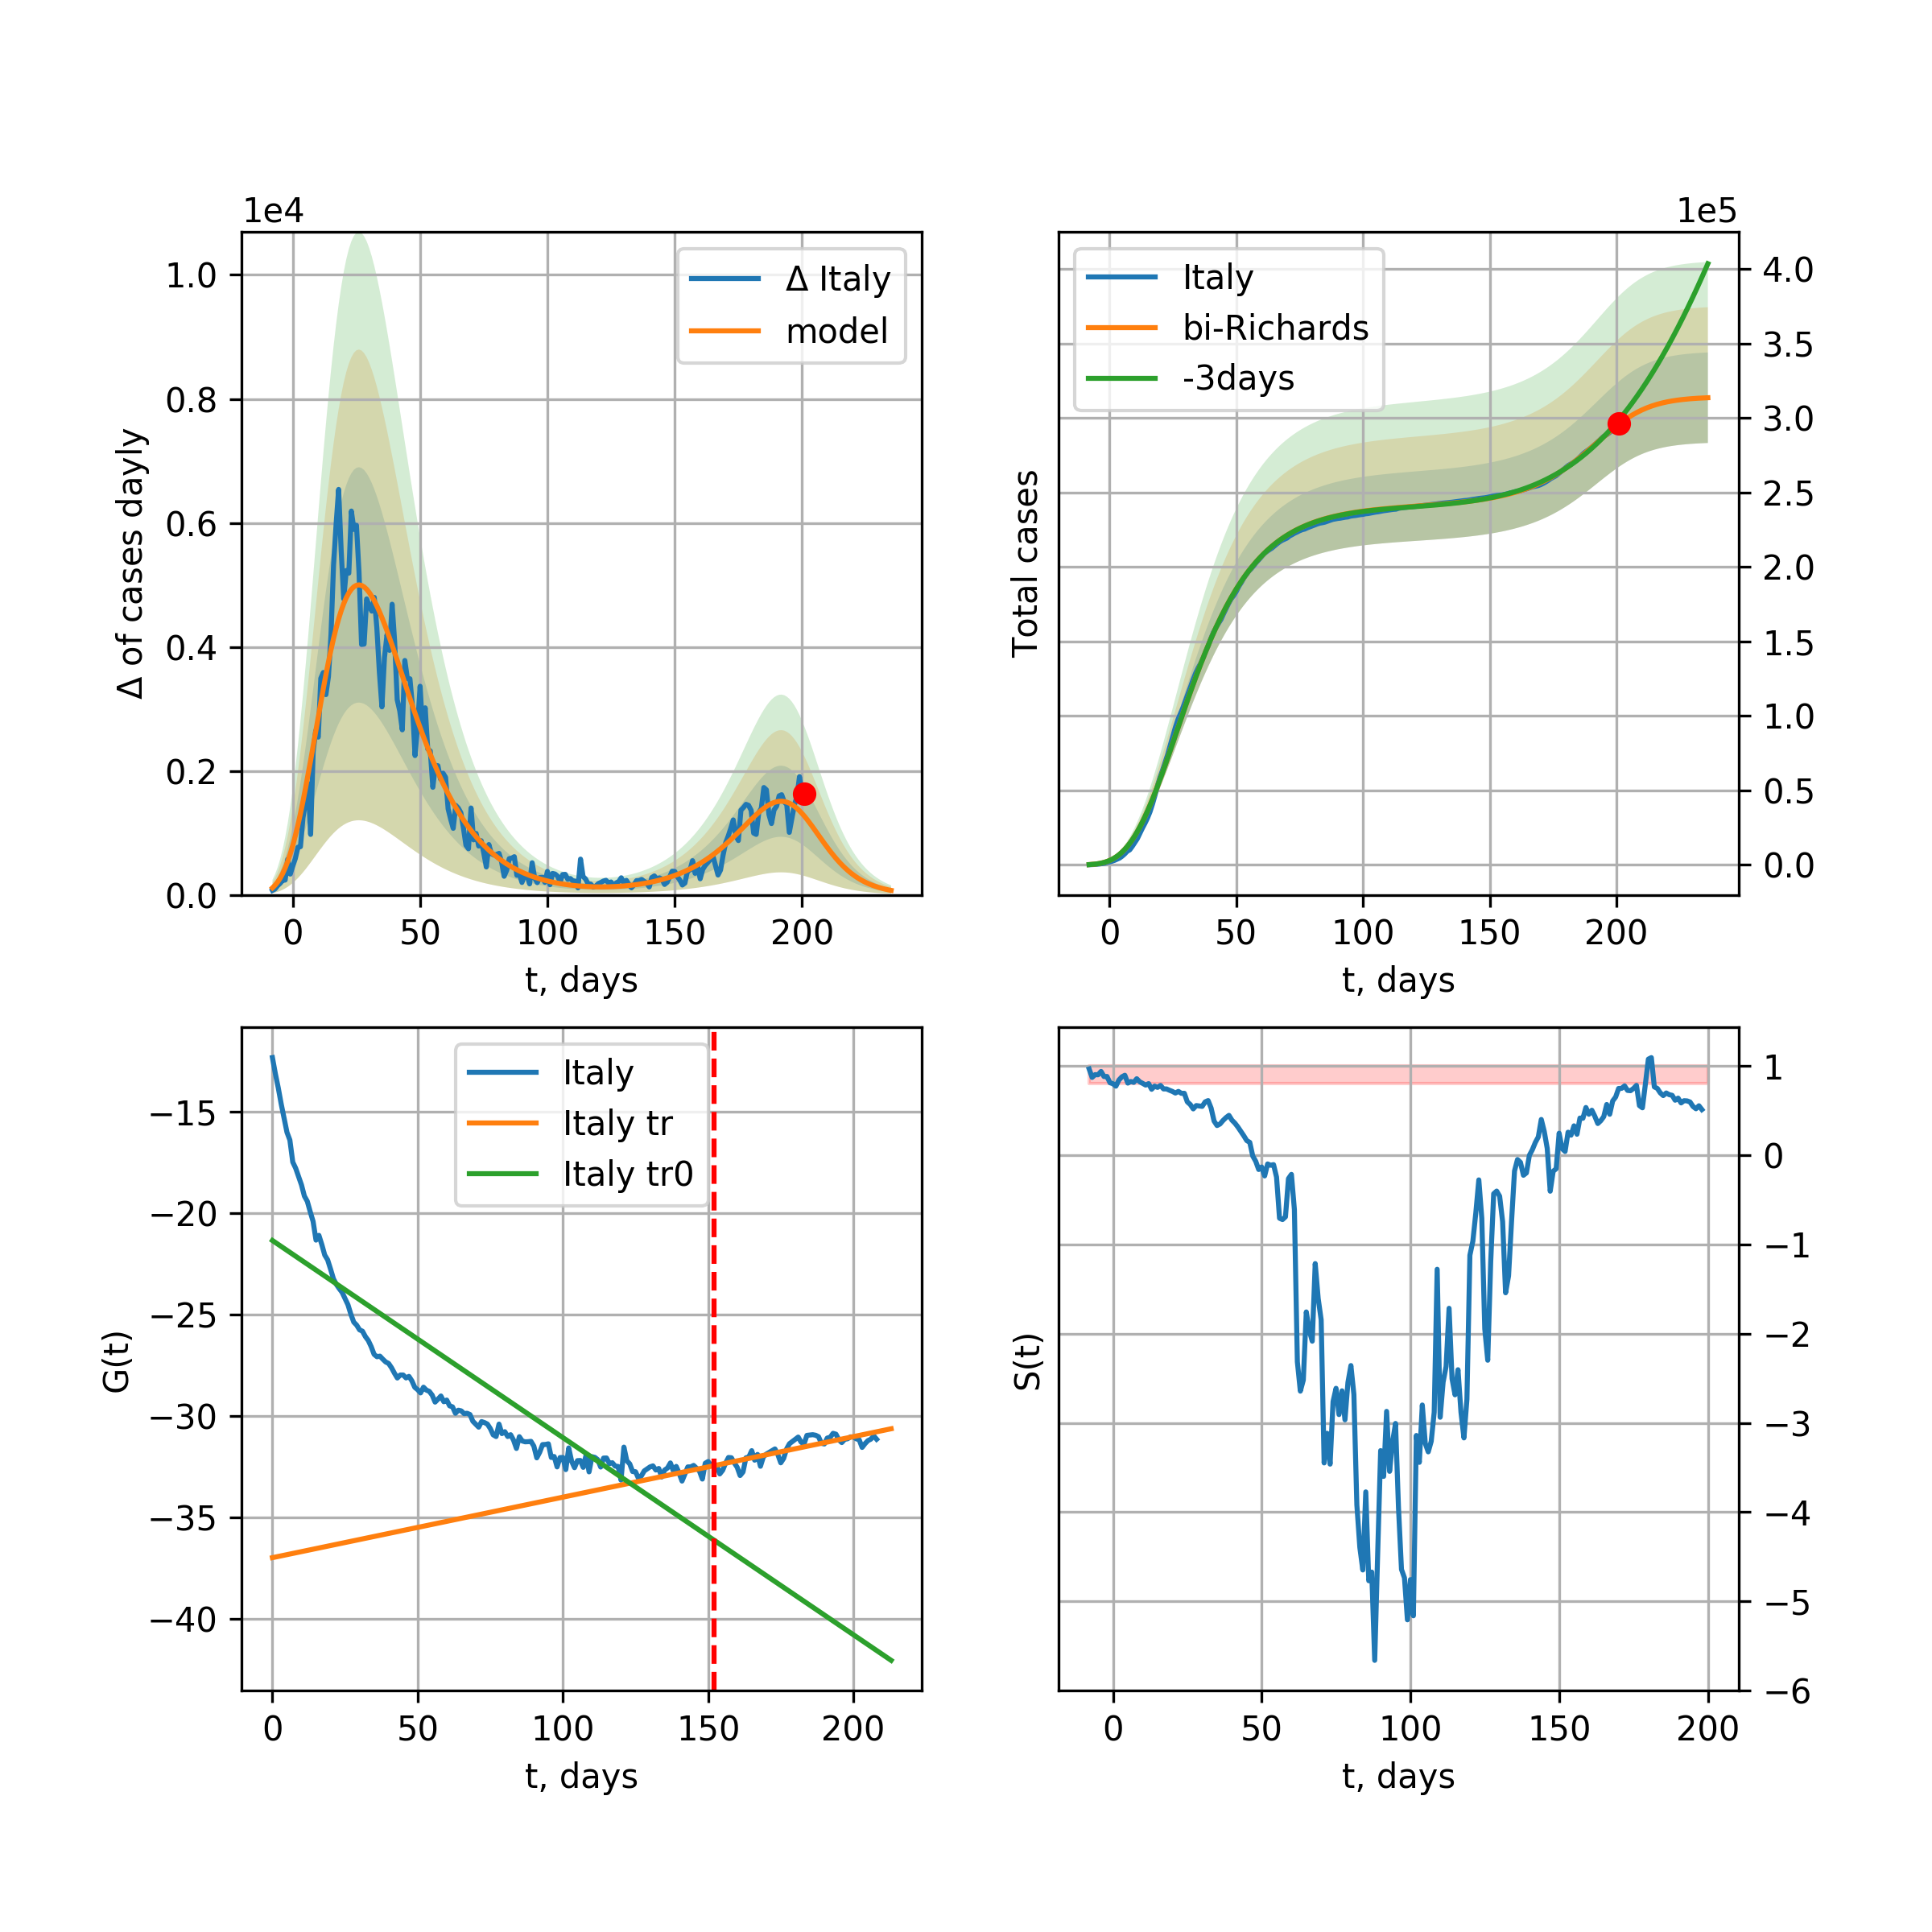 1e4
Δ of cases dayly
1.0
0.8
0.6
0.4
0.2
0.0
Δ Italy
model
0 50 100 150 200
t, days
1e5
Total cases
Italy
bi-Richards
-3days
4.0
3.5
3.0
2.5
2.0
1.5
1.0
0.5
0.0
0 50 100 150 200
t, days
G(t)
−15
−20
−25
−30
−35
−40
Italy
Italy tr
Italy tr0
0 50 100 150 200
t, days
S(t)
1
0
−1
−2
−3
−4
−5
−6
0 50 100 150 200
t, days